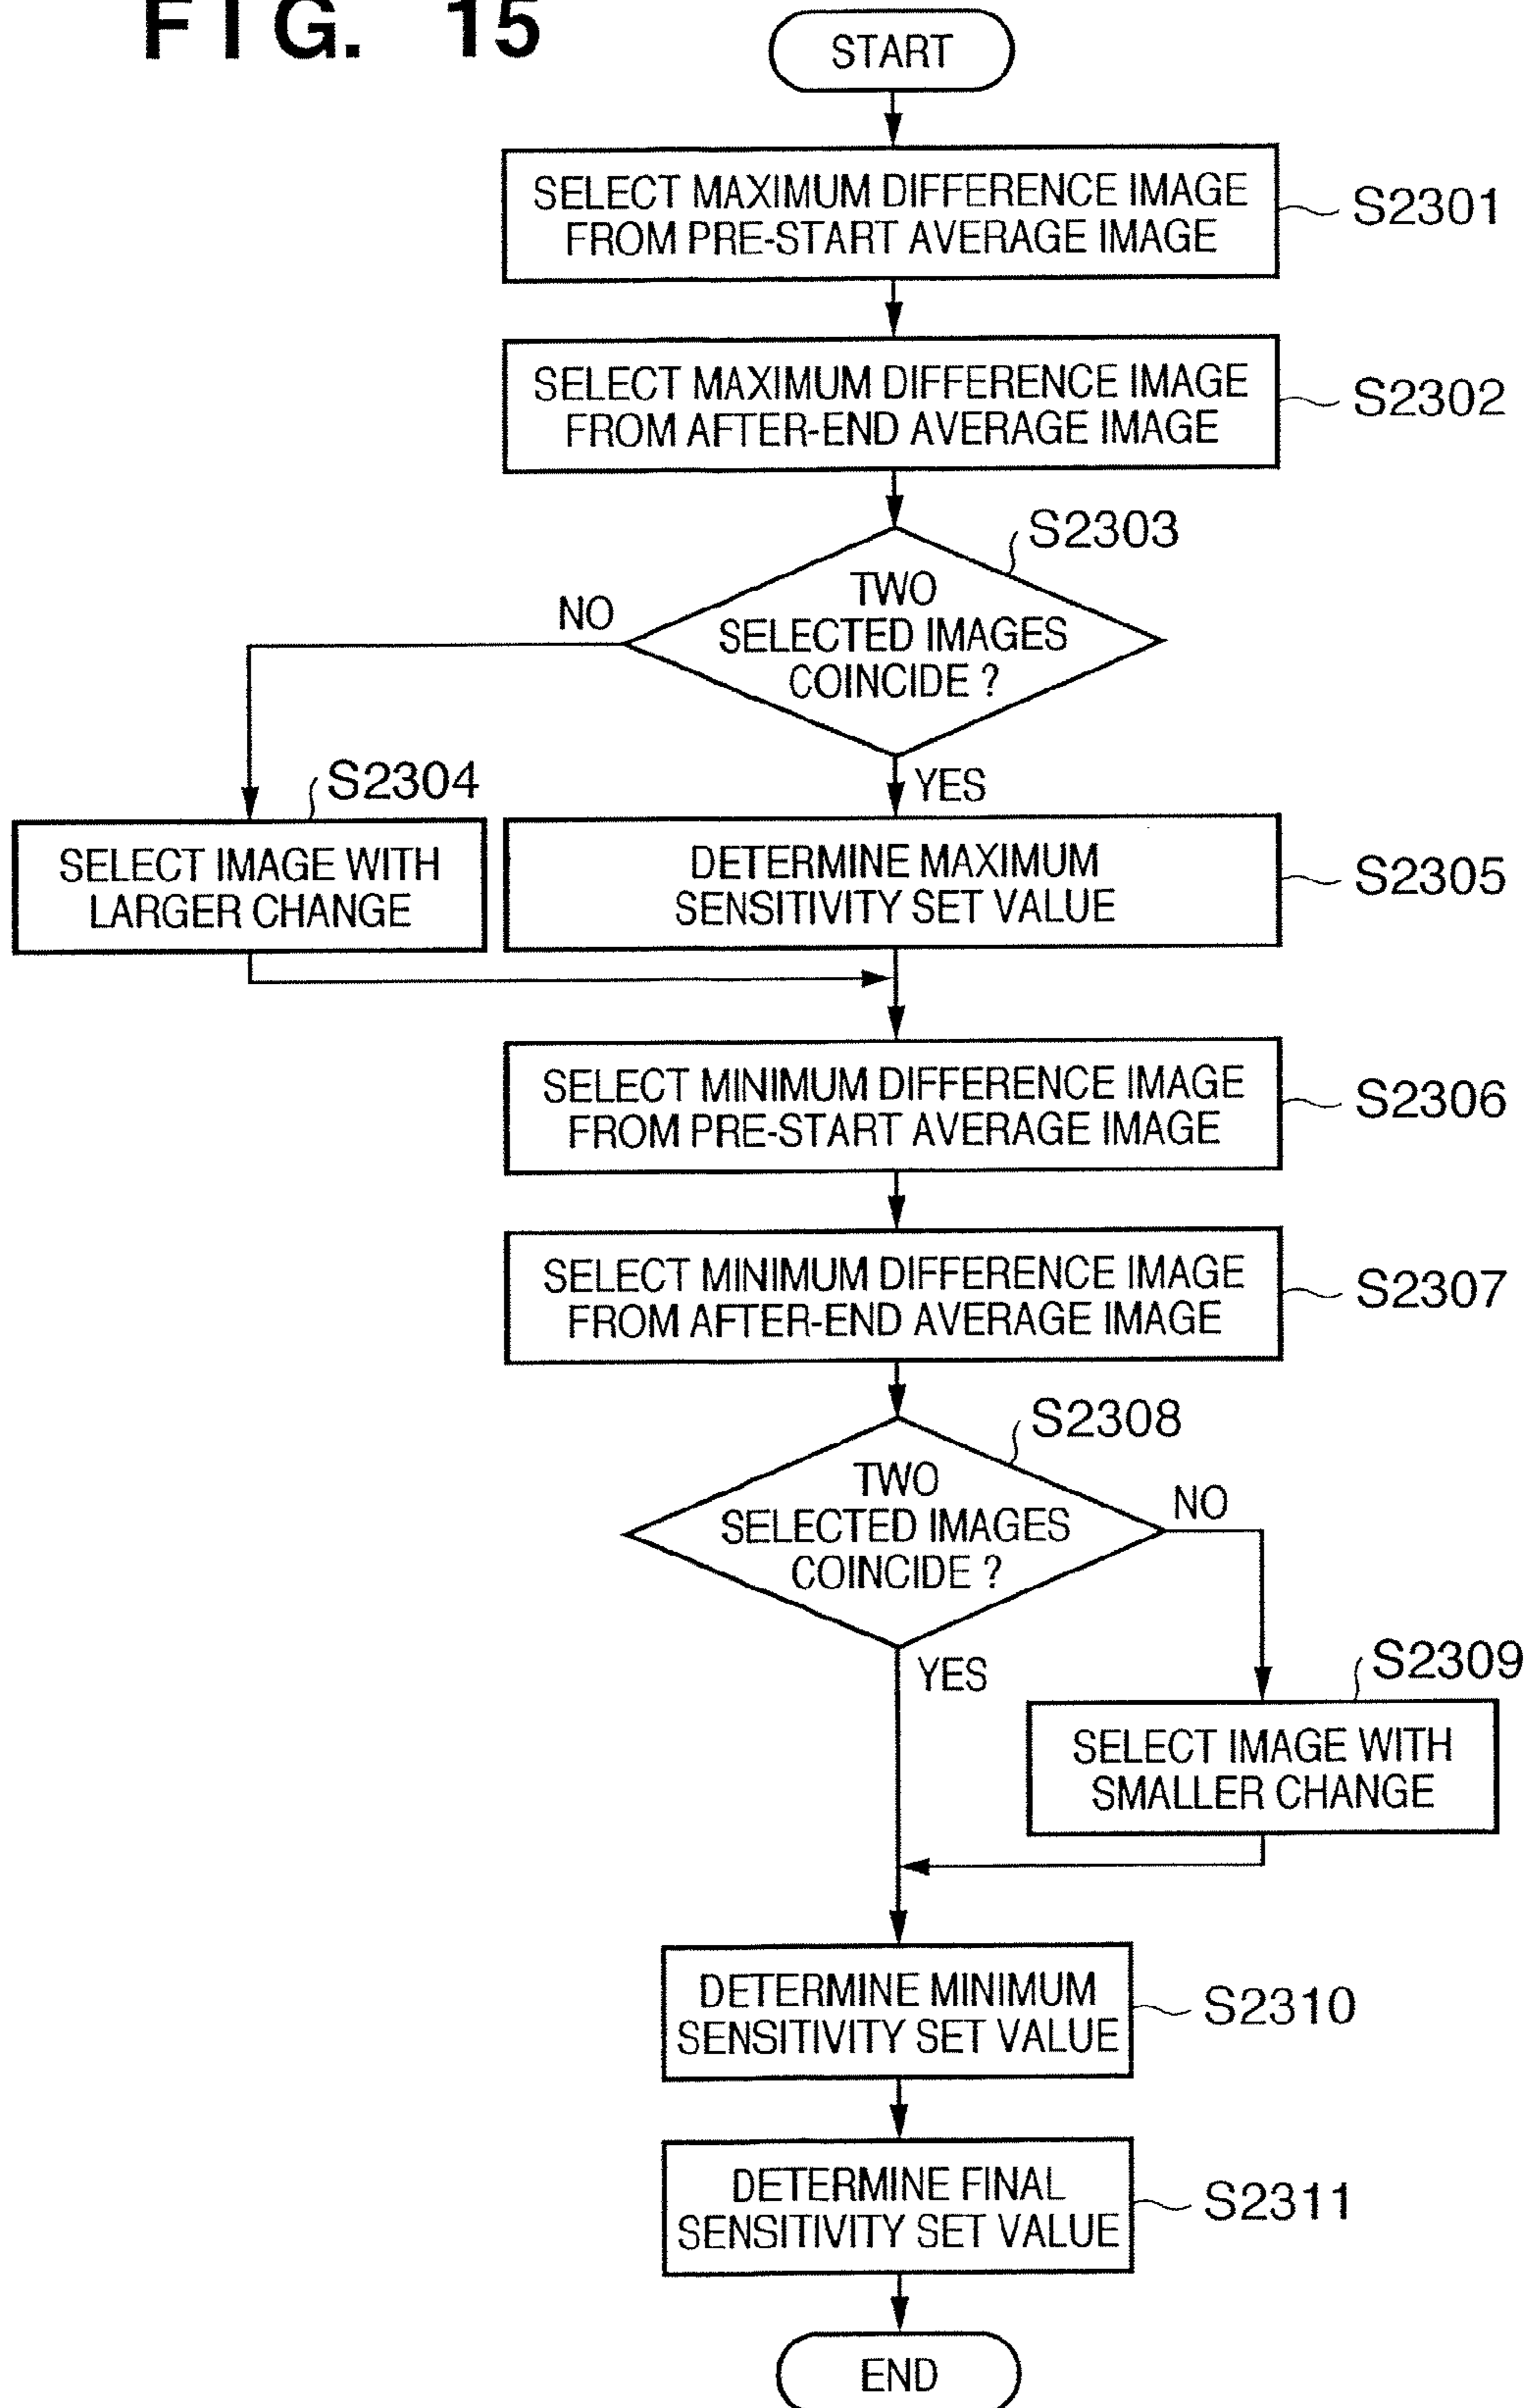 FIG. 15
START
SELECT MAXIMUM DIFFERENCE IMAGE
FROM PRE-START AVERAGE IMAGE
S2301
SELECT MAXIMUM DIFFERENCE IMAGE
FROM AFTER-END AVERAGE IMAGE
S2302
S2303
TWO
SELECTED IMAGES
COINCIDE ?
NO
YES
S2304
SELECT IMAGE WITH
LARGER CHANGE
DETERMINE MAXIMUM
SENSITIVITY SET VALUE
S2305
SELECT MINIMUM DIFFERENCE IMAGE
FROM PRE-START AVERAGE IMAGE
S2306
SELECT MINIMUM DIFFERENCE IMAGE
FROM AFTER-END AVERAGE IMAGE
S2307
S2308
TWO
SELECTED IMAGES
COINCIDE ?
NO
YES
S2309
SELECT IMAGE WITH
SMALLER CHANGE
DETERMINE MINIMUM
SENSITIVITY SET VALUE
S2310
DETERMINE FINAL
SENSITIVITY SET VALUE
S2311
END